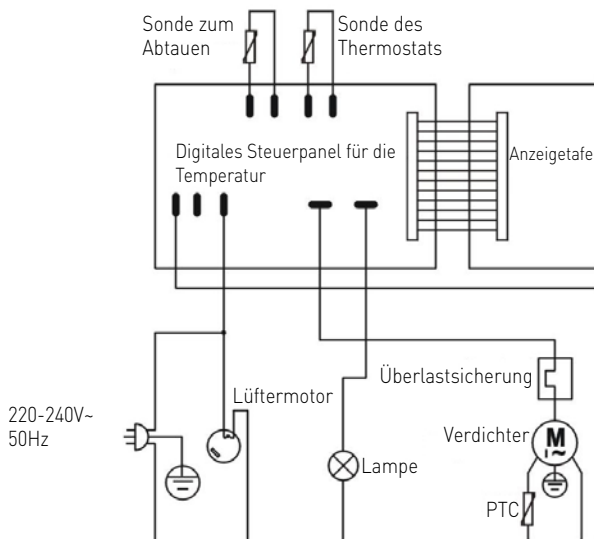 Sonde zum
Abtauen
Sonde des
Thermostats
Digitales Steuerpanel für die
Temperatur
Anzeigetafe
Überlastsicherung
Lüftermotor
220-240V~
50Hz
Verdichter
M
1~
Lampe
PTC